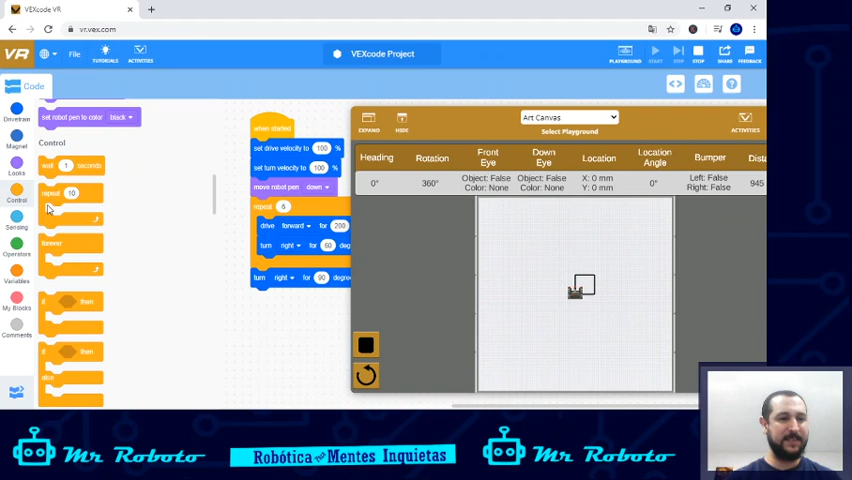 VEXcode VR
vr.vex.com
VR
File
TUTORIALS
ACTIVITIES
VEXcode Project
PLAYGROUND
START
STEP
STOP
SHARE
FEEDBACK
Code
Drivetrain
Magnet
Looks
Control
Sensing
Operators
Variables
My Blocks
Comments
set robot pen to color black
Control
wait 1 seconds
repeat 10
forever
if then
if then
else
when started
set drive velocity to 100 %
set turn velocity to 100 %
move robot pen down
repeat 6
drive forward for 200
turn right for 60 deg
turn right for 90 degre
EXPAND
HIDE
Art Canvas
Select Playground
ACTIVITIES
Heading Rotation Front Eye Down Eye Location Location Angle Bumper Dista
0° 360° Object: False Color: None Object: False Color: None X: 0 mm Y: 0 mm 0° Left: False Right: False 945
Mr Roboto
Robótica Para Mentes Inquietas
Mr Roboto